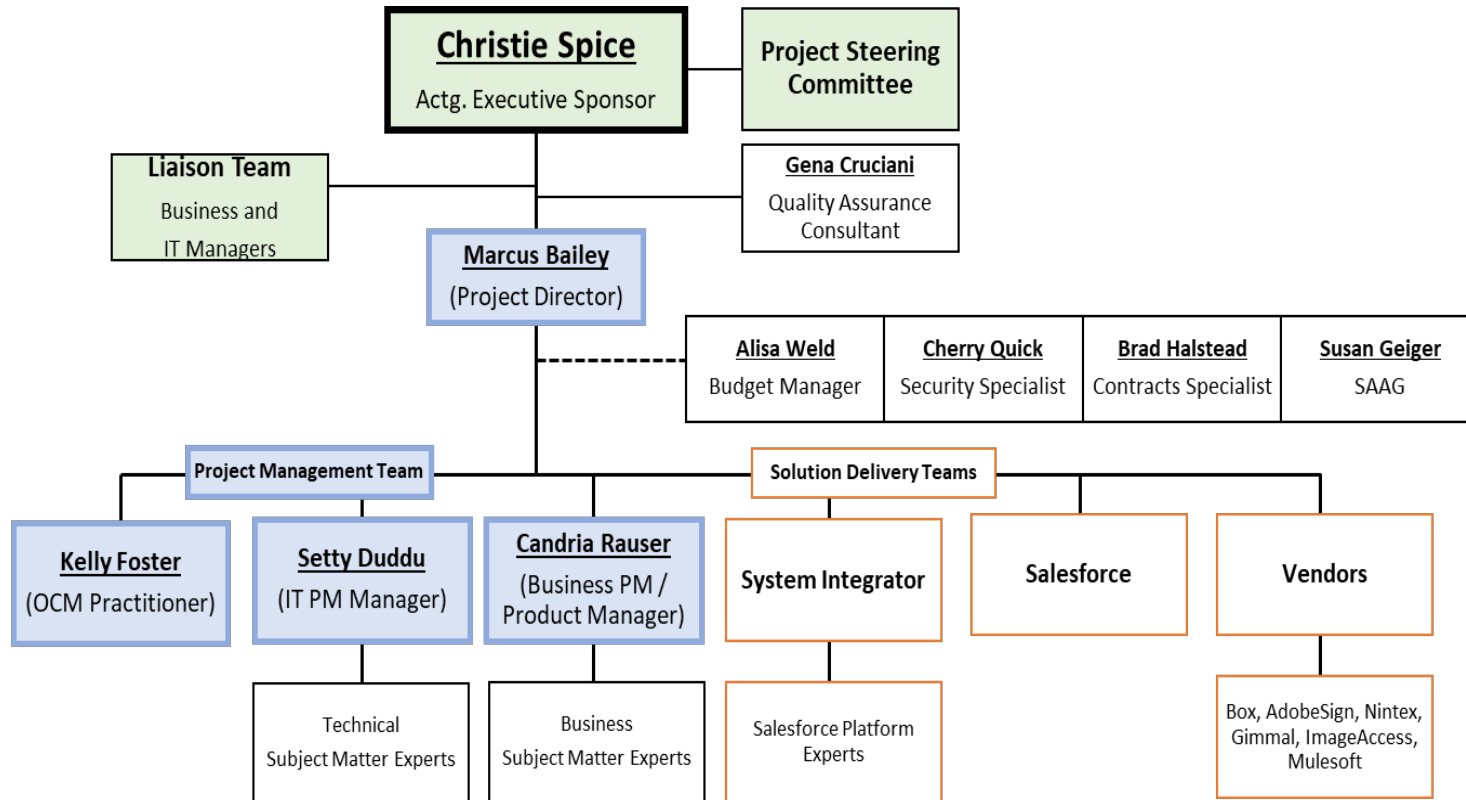 Christie Spice
Actg. Executive Sponsor
Project Steering
Committee
Liaison Team
Business and
IT Managers
Gena Cruciani
Quality Assurance
Consultant
Marcus Bailey
(Project Director)
Alisa Weld
Budget Manager
Cherry Quick
Security Specialist
Brad Halstead
Contracts Specialist
Susan Geiger
SAAG
Project Management Team
Solution Delivery Teams
Kelly Foster
(OCM Practitioner)
Setty Duddu
(IT PM Manager)
Candria Rauser
(Business PM /
Product Manager)
System Integrator
Salesforce
Vendors
Technical
Subject Matter Experts
Business
Subject Matter Experts
Salesforce Platform
Experts
Box, AdobeSign, Nintex,
Gimmal, ImageAccess,
Mulesoft